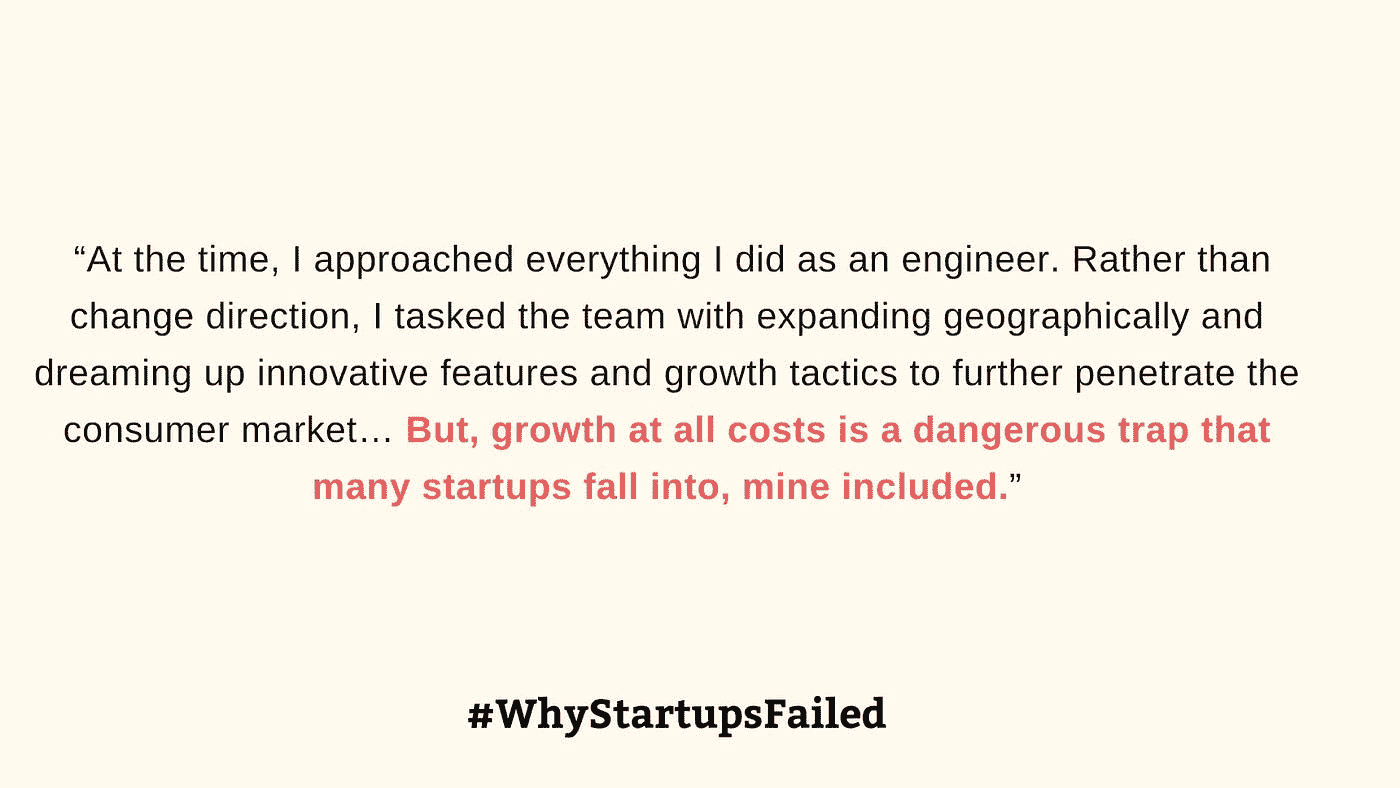 “At the time, I approached everything I did as an engineer. Rather than
change direction, I tasked the team with expanding geographically and
dreaming up innovative features and growth tactics to further penetrate the
consumer market… But, growth at all costs is a dangerous trap that
many startups fall into, mine included.”
#WhyStartupsFailed